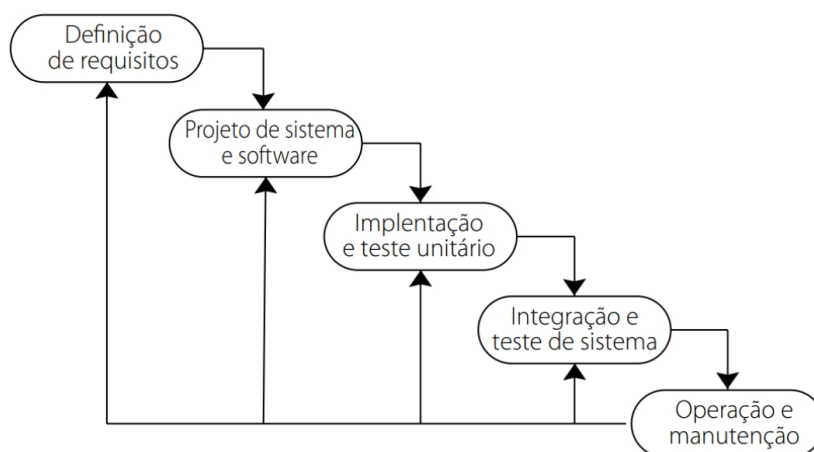 Definição
de requisitos
Projeto de sistema
e software
Implentação
e teste unitário
Integração e
teste de sistema
Operação e
manutenção